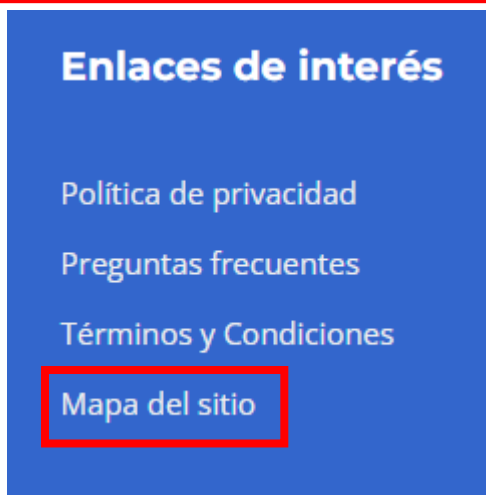 Enlaces de interés
Política de privacidad
Preguntas frecuentes
Términos y Condiciones
Mapa del sitio